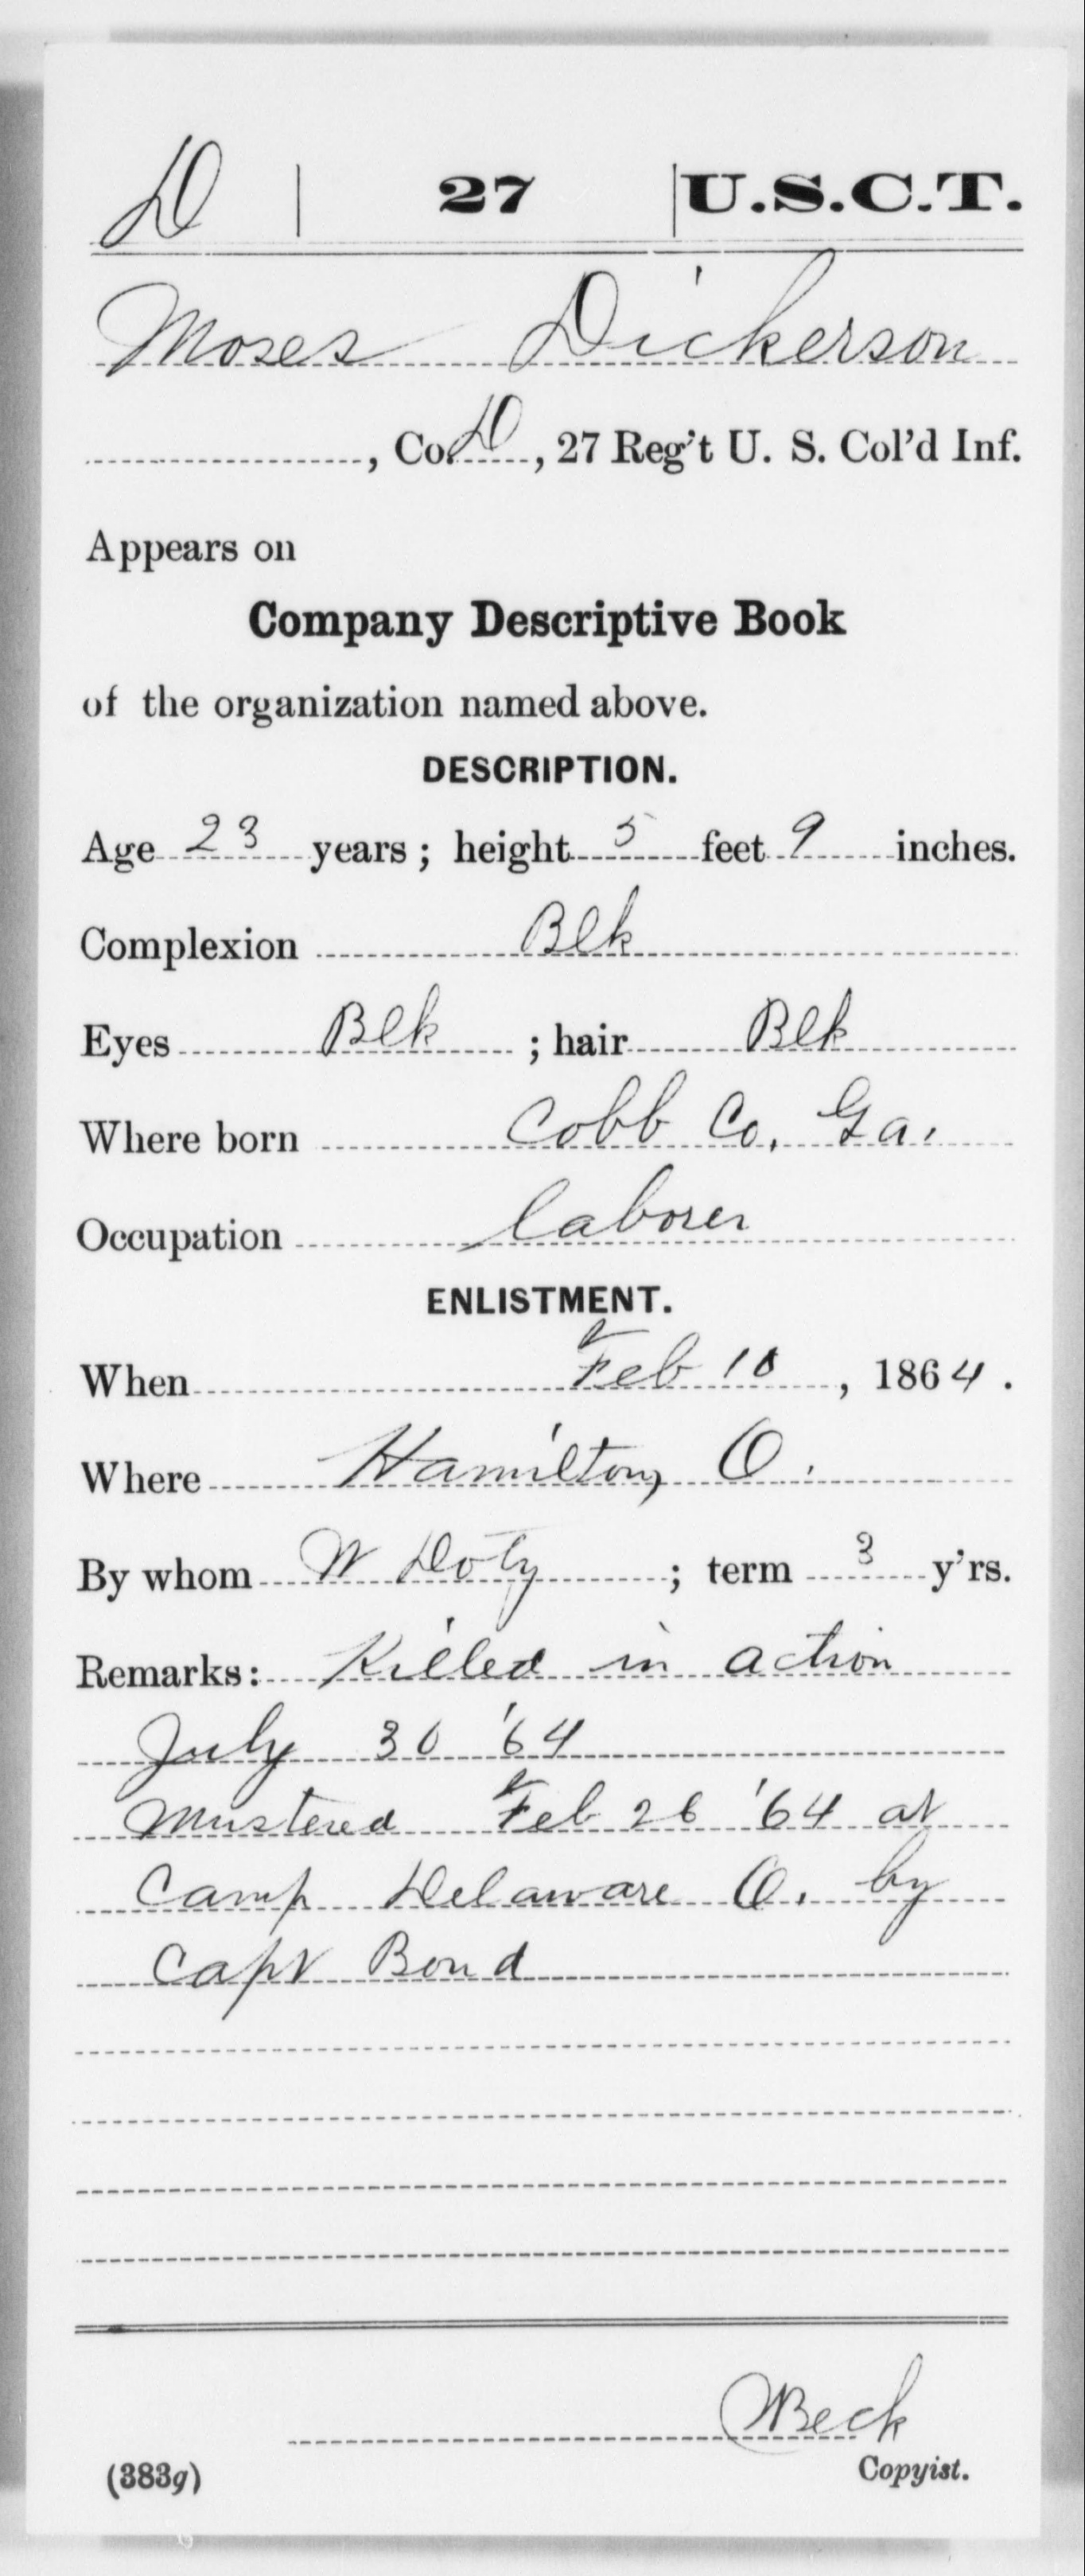 D | 27 | U.S.C.T.
Moses Dickerson
, Co. D, 27 Reg't U. S. Col'd Inf.
Appears on
Company Descriptive Book
of the organization named above.
DESCRIPTION.
Age 23 years; height 5 feet 9 inches.
Complexion Blk
Eyes Blk; hair Blk
Where born Cobb Co. Ga.
Occupation laborer
ENLISTMENT.
When Feb 10, 1864.
Where Hamilton, O.
By whom W Doty; term 3 y'rs.
Remarks: Killed in action
July 30 '64
Mustered Feb 26 '64 at
Camp Delaware O. by
Capt Bond
Beck
(383g) Copyist.